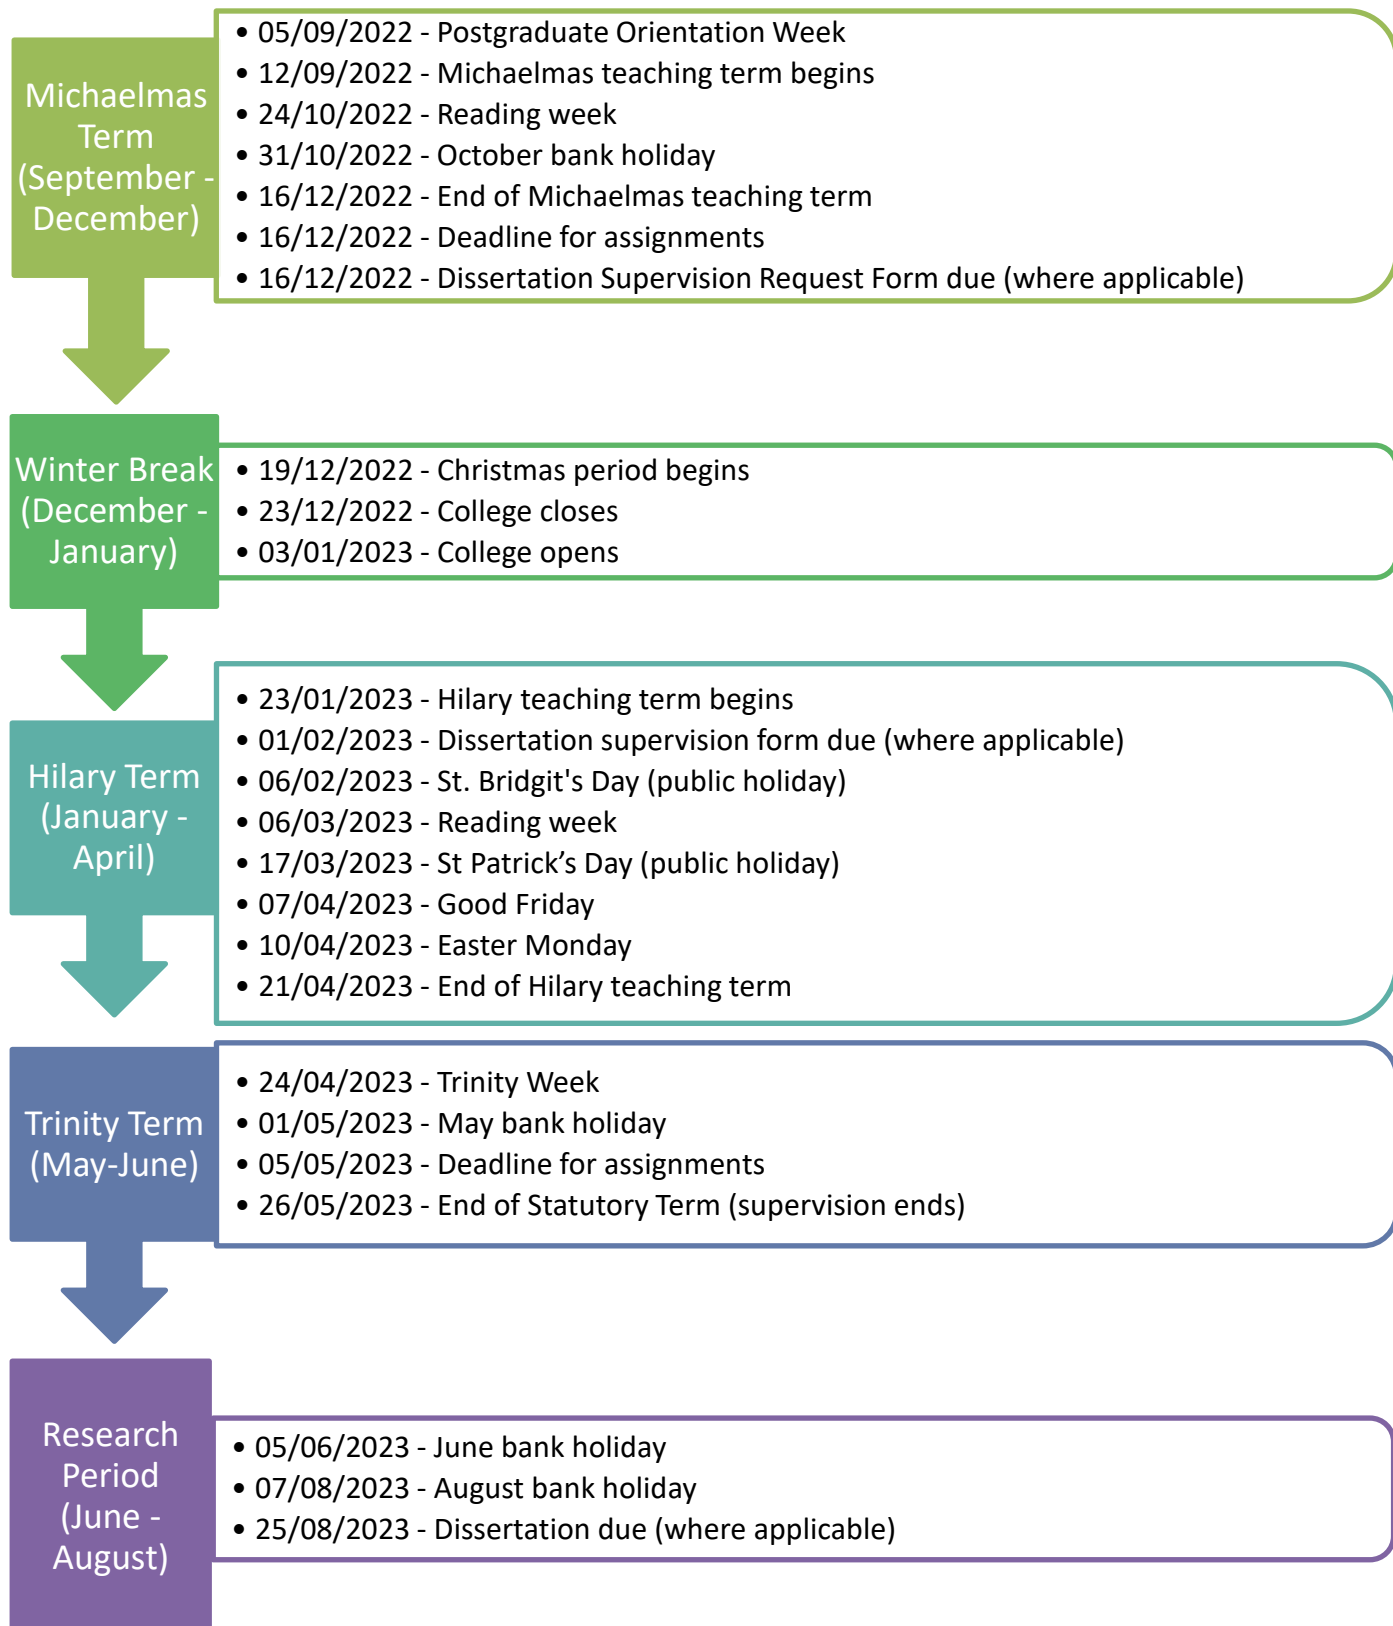 Michaelmas
Term
(September -
December)
• 05/09/2022 - Postgraduate Orientation Week
• 12/09/2022 - Michaelmas teaching term begins
• 24/10/2022 - Reading week
• 31/10/2022 - October bank holiday
• 16/12/2022 - End of Michaelmas teaching term
• 16/12/2022 - Deadline for assignments
• 16/12/2022 - Dissertation Supervision Request Form due (where applicable)
Winter Break
(December -
January)
• 19/12/2022 - Christmas period begins
• 23/12/2022 - College closes
• 03/01/2023 - College opens
Hilary Term
(January -
April)
• 23/01/2023 - Hilary teaching term begins
• 01/02/2023 - Dissertation supervision form due (where applicable)
• 06/02/2023 - St. Bridgit's Day (public holiday)
• 06/03/2023 - Reading week
• 17/03/2023 - St Patrick’s Day (public holiday)
• 07/04/2023 - Good Friday
• 10/04/2023 - Easter Monday
• 21/04/2023 - End of Hilary teaching term
Trinity Term
(May-June)
• 24/04/2023 - Trinity Week
• 01/05/2023 - May bank holiday
• 05/05/2023 - Deadline for assignments
• 26/05/2023 - End of Statutory Term (supervision ends)
Research
Period
(June -
August)
• 05/06/2023 - June bank holiday
• 07/08/2023 - August bank holiday
• 25/08/2023 - Dissertation due (where applicable)